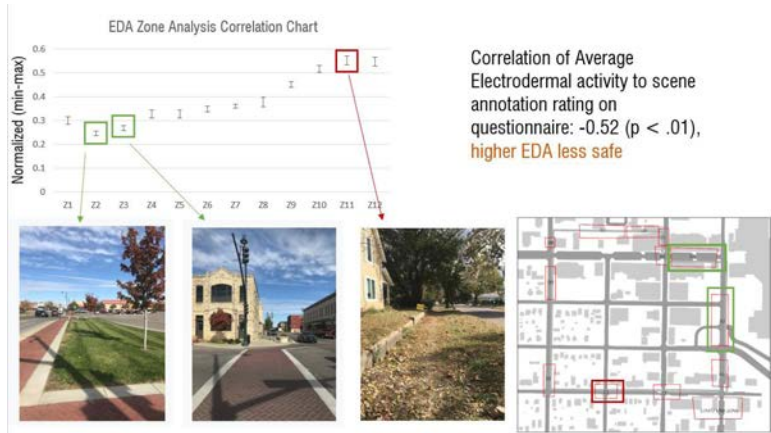 EDA Zone Analysis Correlation Chart
Normalized (min-max)
0.6
0.5
0.4
0.3
0.2
0.1
0
Z1 Z2 Z3 Z4 Z5 Z6 Z7 Z8 Z9 Z10 Z11 Z12
Correlation of Average
Electrodermal activity to scene
annotation rating on
questionnaire: -0.52 (p < .01),
higher EDA less safe